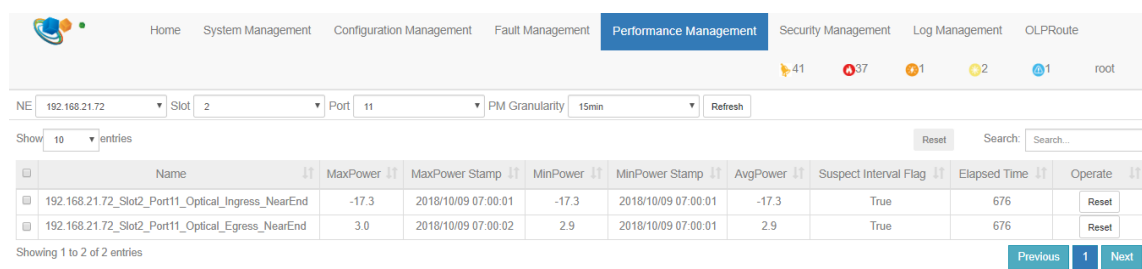 Home System Management Configuration Management Fault Management Performance Management Security Management Log Management OLPRoute
41 37 1 2 1 root
NE 192.168.21.72 Slot 2 Port 11 PM Granularity 15min Refresh
Show 10 entries Reset Search: Search...
Name MaxPower MaxPower Stamp MinPower MinPower Stamp AvgPower Suspect Interval Flag Elapsed Time Operate
192.168.21.72_Slot2_Port11_Optical_Ingress_NearEnd -17.3 2018/10/09 07:00:01 -17.3 2018/10/09 07:00:01 -17.3 True 676 Reset
192.168.21.72_Slot2_Port11_Optical_Egress_NearEnd 3.0 2018/10/09 07:00:02 2.9 2018/10/09 07:00:01 2.9 True 676 Reset
Showing 1 to 2 of 2 entries Previous 1 Next